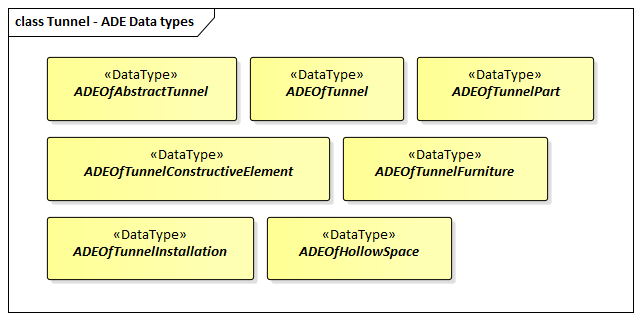 class Tunnel - ADE Data types
«DataType»
ADEOfAbstractTunnel
«DataType»
ADEOfTunnel
«DataType»
ADEOfTunnelPart
«DataType»
ADEOfTunnelConstructiveElement
«DataType»
ADEOfTunnelFurniture
«DataType»
ADEOfTunnelInstallation
«DataType»
ADEOfHollowSpace